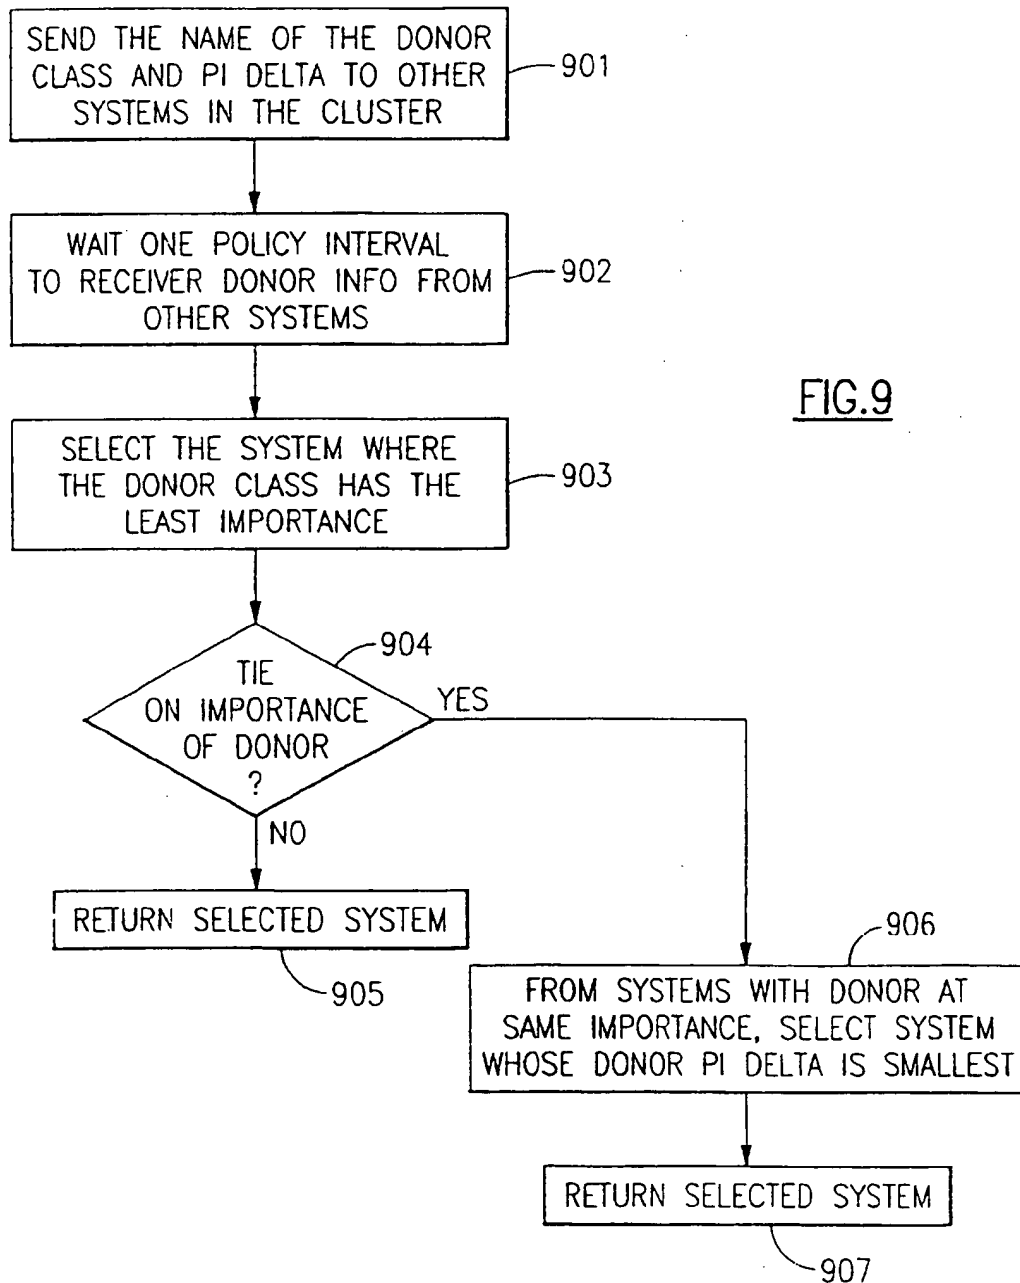 SEND THE NAME OF THE DONOR
CLASS AND PI DELTA TO OTHER
SYSTEMS IN THE CLUSTER
901
WAIT ONE POLICY INTERVAL
TO RECEIVER DONOR INFO FROM
OTHER SYSTEMS
902
FIG.9
SELECT THE SYSTEM WHERE
THE DONOR CLASS HAS THE
LEAST IMPORTANCE
903
904
TIE
ON IMPORTANCE
OF DONOR
?
YES
NO
RETURN SELECTED SYSTEM
905
906
FROM SYSTEMS WITH DONOR AT
SAME IMPORTANCE, SELECT SYSTEM
WHOSE DONOR PI DELTA IS SMALLEST
RETURN SELECTED SYSTEM
907